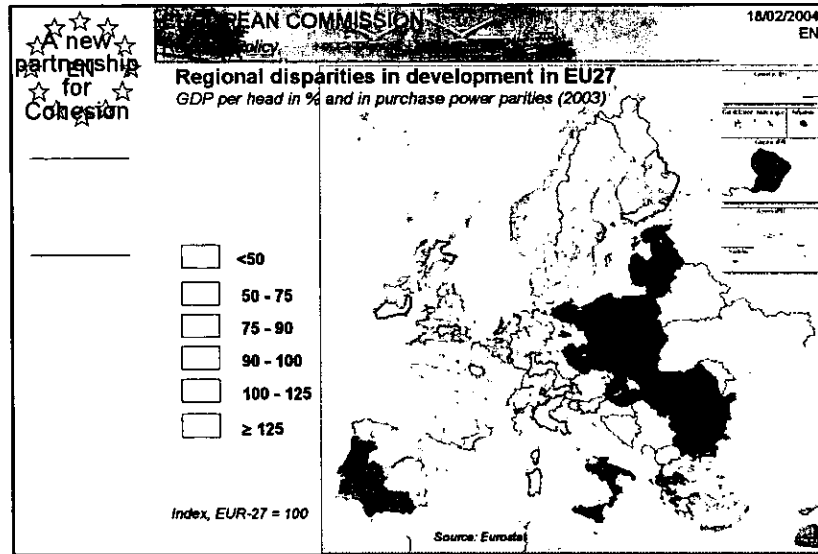 A new
partnership
EN
for
Cohesion
EUROPEAN COMMISSION
Policy
18/02/2004
EN
Regional disparities in development in EU27
GDP per head in % and in purchase power parities (2003)
<50
50 - 75
75 - 90
90 - 100
100 - 125
≥ 125
Index, EUR-27 = 100
Source: Eurostat